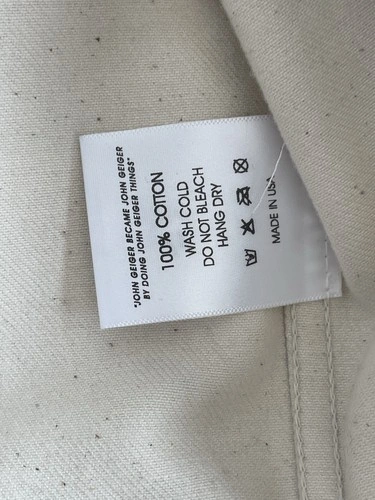 "JOHN GEIGER BECAME JOHN GEIGER
BY DOING JOHN GEIGER THINGS"
100% COTTON
WASH COLD
DO NOT BLEACH
HANG DRY
MADE IN USA